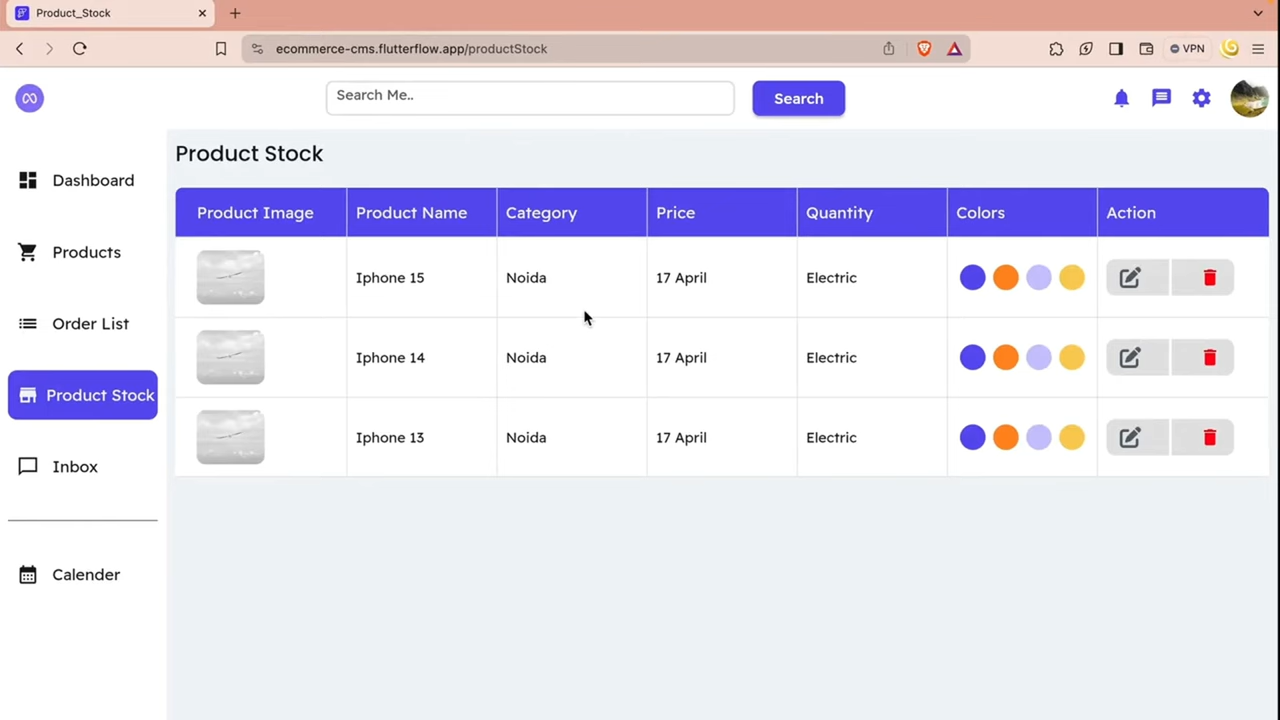 Product_Stock
ecommerce-cms.flutterflow.app/productStock
VPN
Search Me..
Search
Dashboard
Products
Order List
Product Stock
Inbox
Calender
Product Stock
Product Image Product Name Category Price Quantity Colors Action
Iphone 15 Noida 17 April Electric
Iphone 14 Noida 17 April Electric
Iphone 13 Noida 17 April Electric